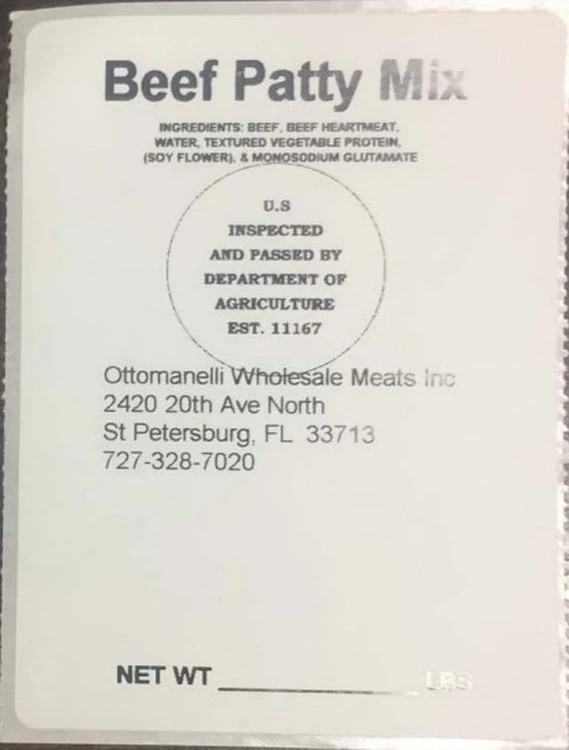 Beef Patty Mix
INGREDIENTS: BEEF, BEEF HEARTMEAT,
WATER, TEXTURED VEGETABLE PROTEIN,
(SOY FLOWER), & MONOSODIUM GLUTAMATE
U.S
INSPECTED
AND PASSED BY
DEPARTMENT OF
AGRICULTURE
EST. 11167
Ottomanelli Wholesale Meats Inc
2420 20th Ave North
St Petersburg, FL 33713
727-328-7020
NET WT ____________ LBS